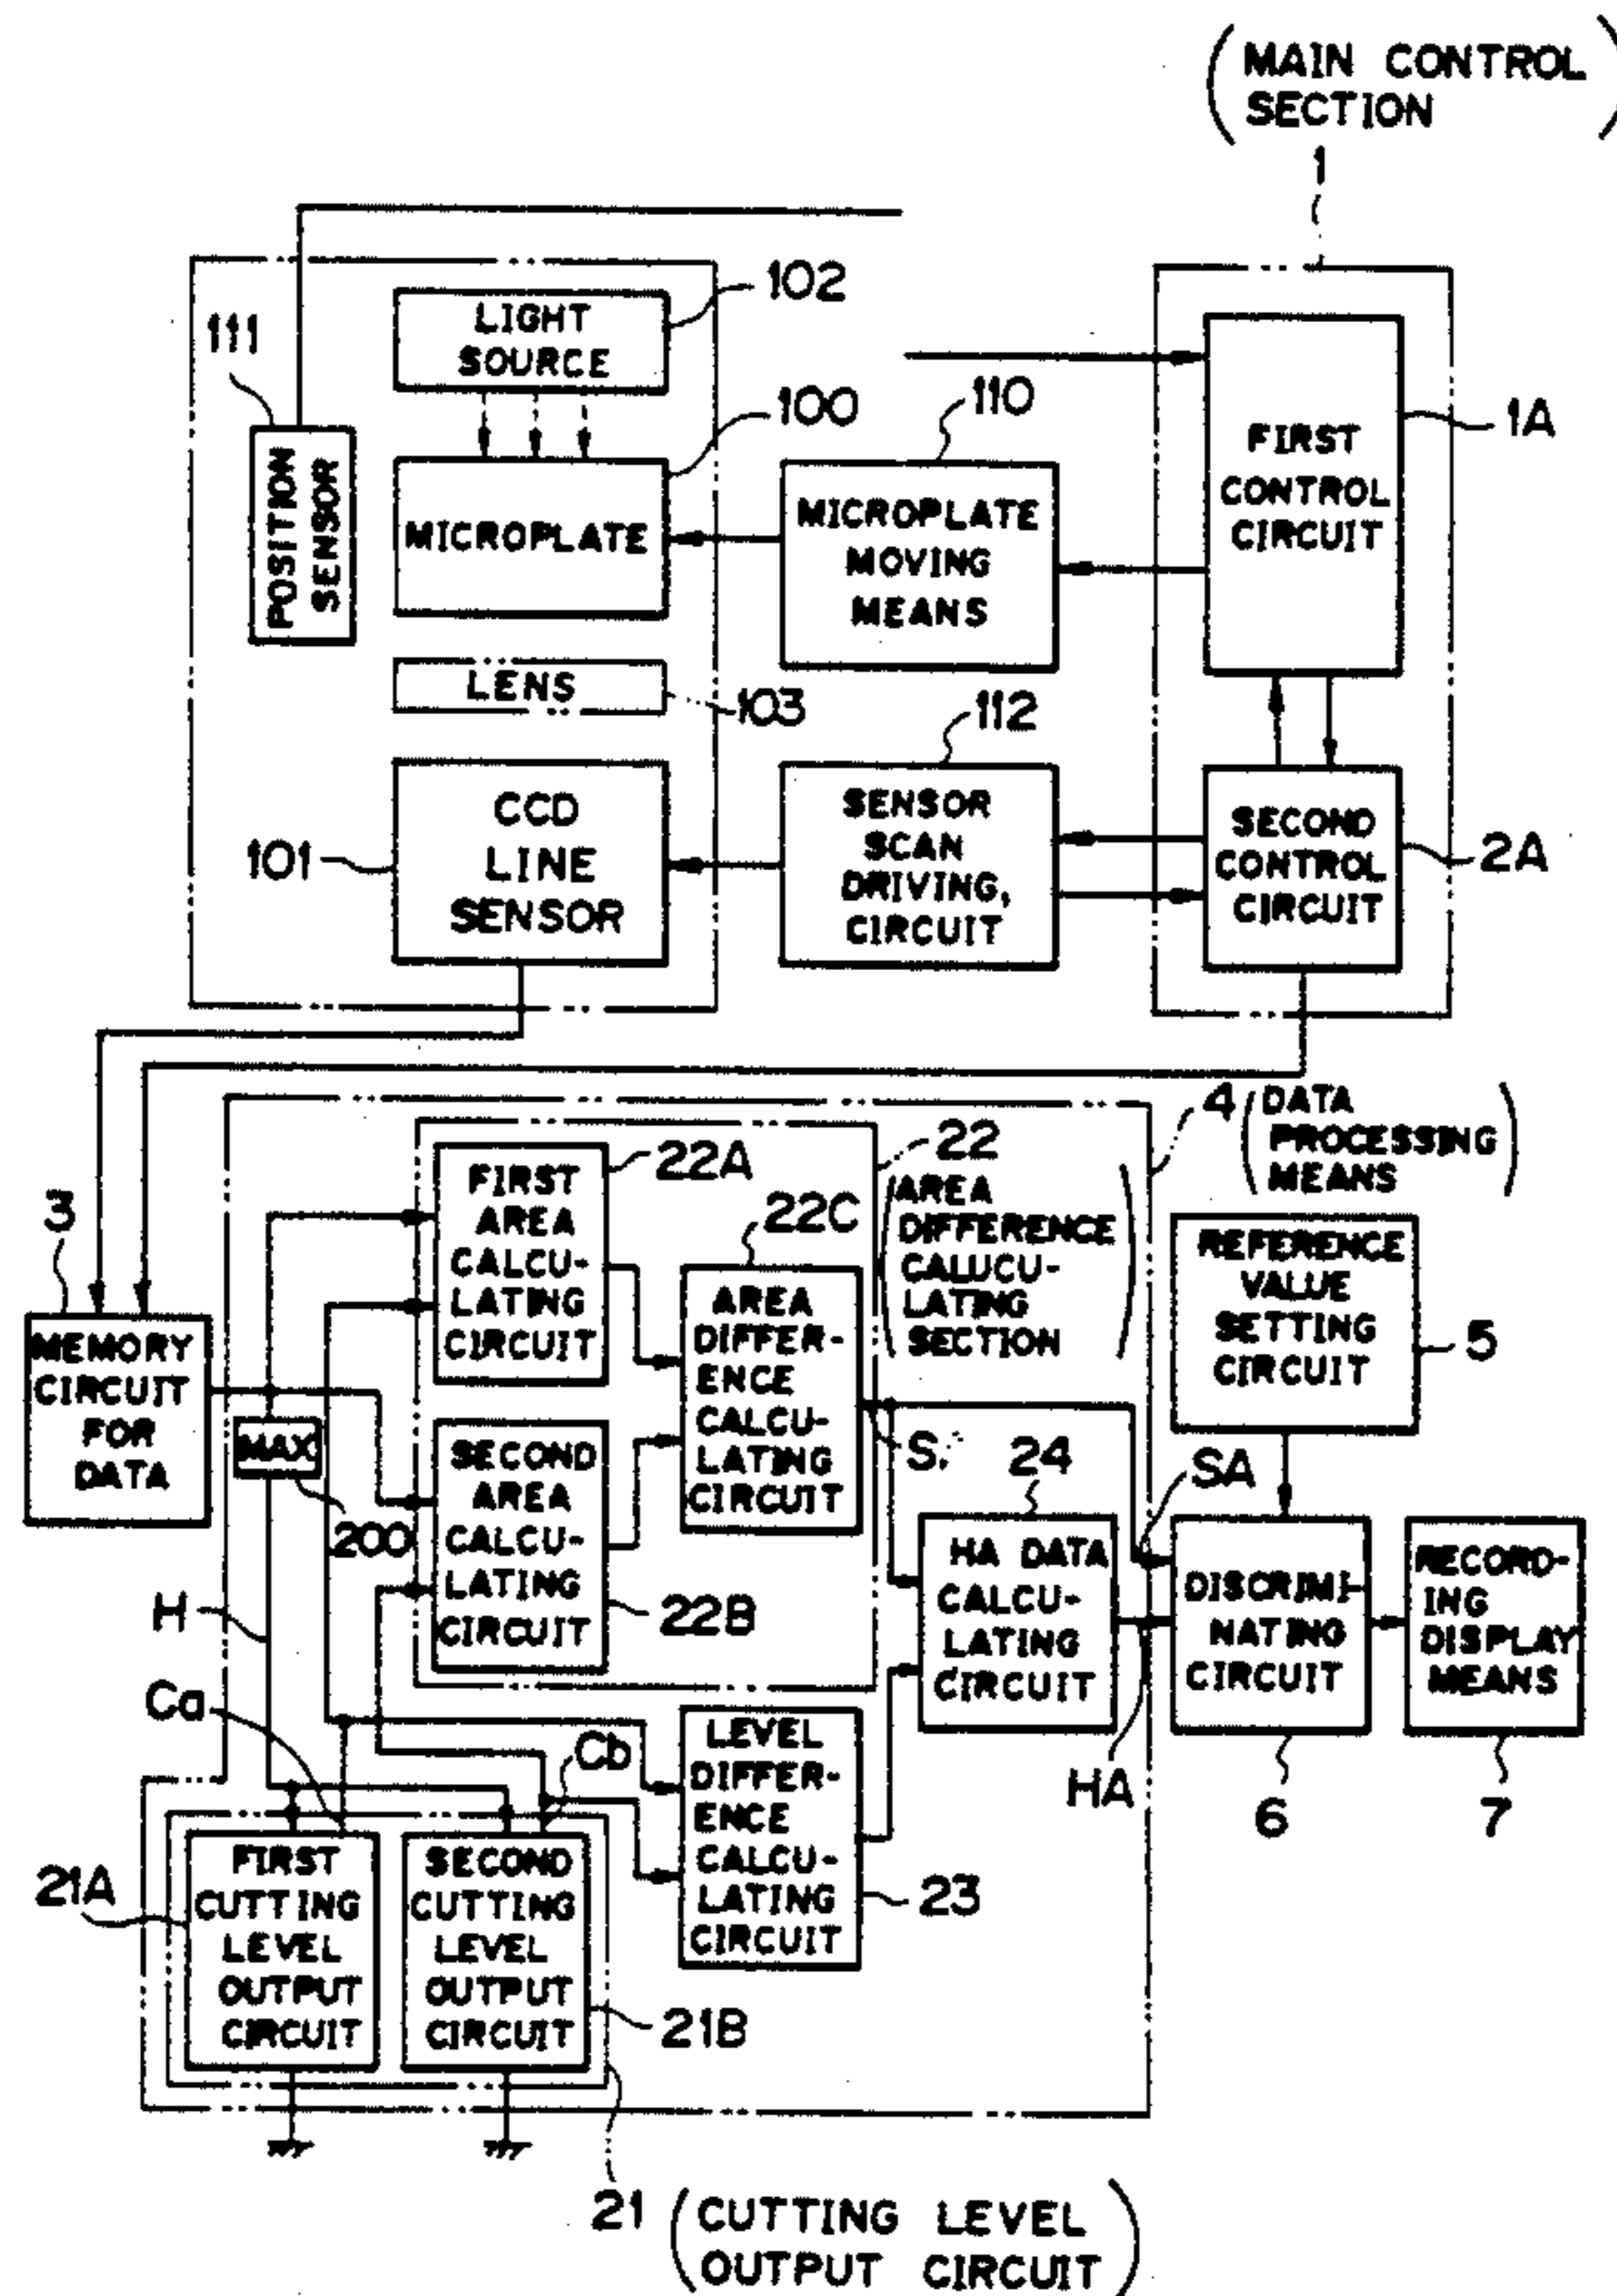 (MAIN CONTROL
SECTION)
1
102
LIGHT
SOURCE
111
POSITION
SENSOR
100
MICROPLATE
110
MICROPLATE
MOVING
MEANS
1A
FIRST
CONTROL
CIRCUIT
LENS
103
112
CCD
LINE
SENSOR
101
SENSOR
SCAN
DRIVING,
CIRCUIT
SECOND
CONTROL
CIRCUIT
2A
4 (DATA
PROCESSING
MEANS)
22
(AREA
DIFFERENCE
CALUCU-
LATING
SECTION)
22A
FIRST
AREA
CALCU-
LATING
CIRCUIT
22C
AREA
DIFFER-
ENCE
CALCU-
LATING
CIRCUIT
3
MEMORY
CIRCUIT
FOR
DATA
MAX
200
SECOND
AREA
CALCU-
LATING
CIRCUIT
22B
REFERENCE
VALUE
SETTING
CIRCUIT
5
S.
24
SA
HA DATA
CALCU-
LATING
CIRCUIT
DISCRIMI-
NATING
CIRCUIT
RECORD-
ING
DISPLAY
MEANS
H
Ca
Cb
HA
6
7
LEVEL
DIFFER-
ENCE
CALCU-
LATING
CIRCUIT
23
21A
FIRST
CUTTING
LEVEL
OUTPUT
CIRCUIT
SECOND
CUTTING
LEVEL
OUTPUT
CIRCUIT
21B
21 (CUTTING LEVEL
OUTPUT CIRCUIT)